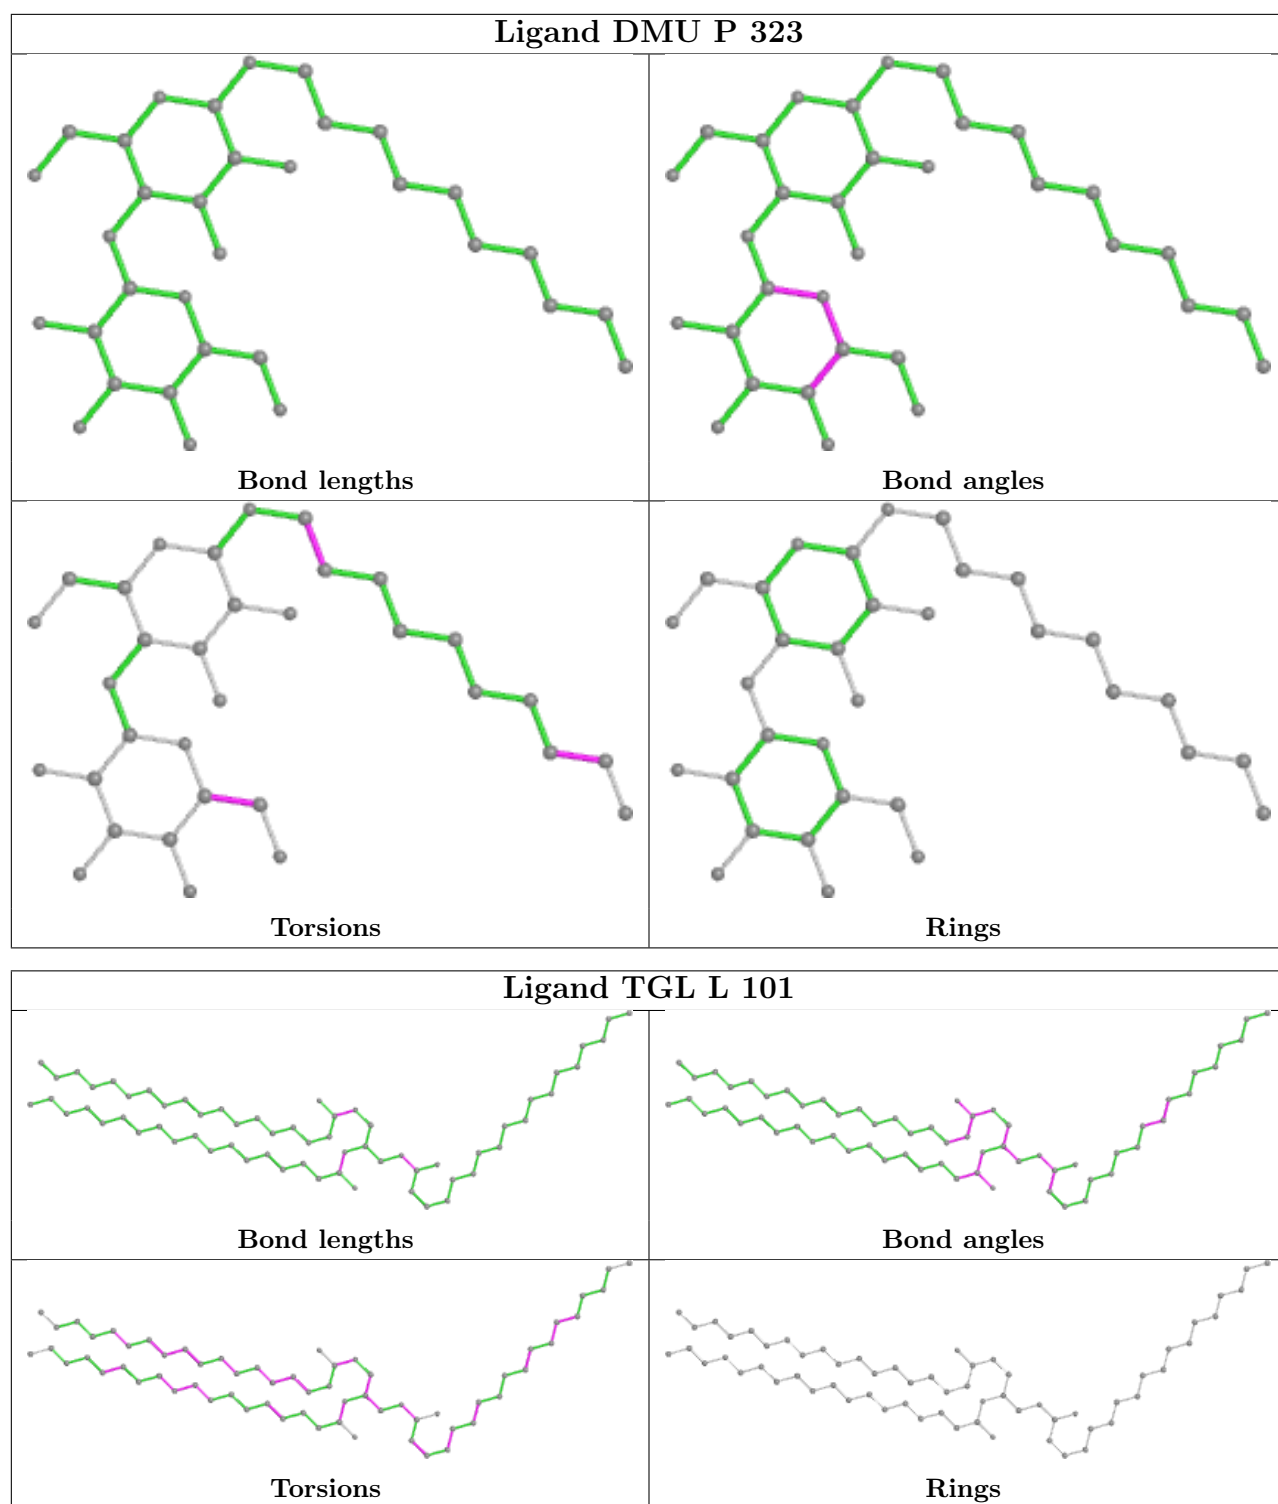 Ligand DMU P 323
Bond lengths
Bond angles
Torsions
Rings
Ligand TGL L 101
Bond lengths
Bond angles
Torsions
Rings